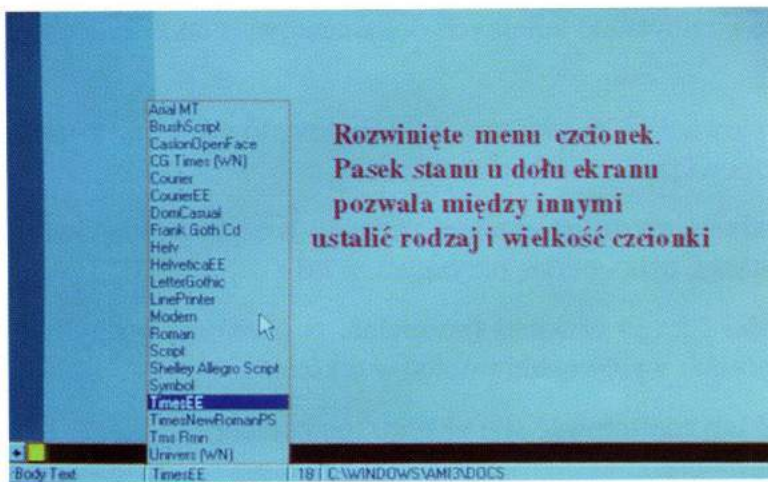 Arial MT
BrushScript
CaslonOpenFace
CG Times (WN)
Courier
CourierEE
DomCasual
Frank Goth Cd
Helv
HelveticaEE
LetterGothic
LinePrinter
Modern
Roman
Script
Shelley Allegro Script
Symbol
TimesEE
TimesNewRomanPS
Tms Rmn
Univers (WN)
Rozwinięte menu czcionek.
Pasek stanu u dołu ekranu
pozwala między innymi
ustalić rodzaj i wielkość czcionki
Body Text TimesEE 18 C:\WINDOWS\AMI3\DOCS